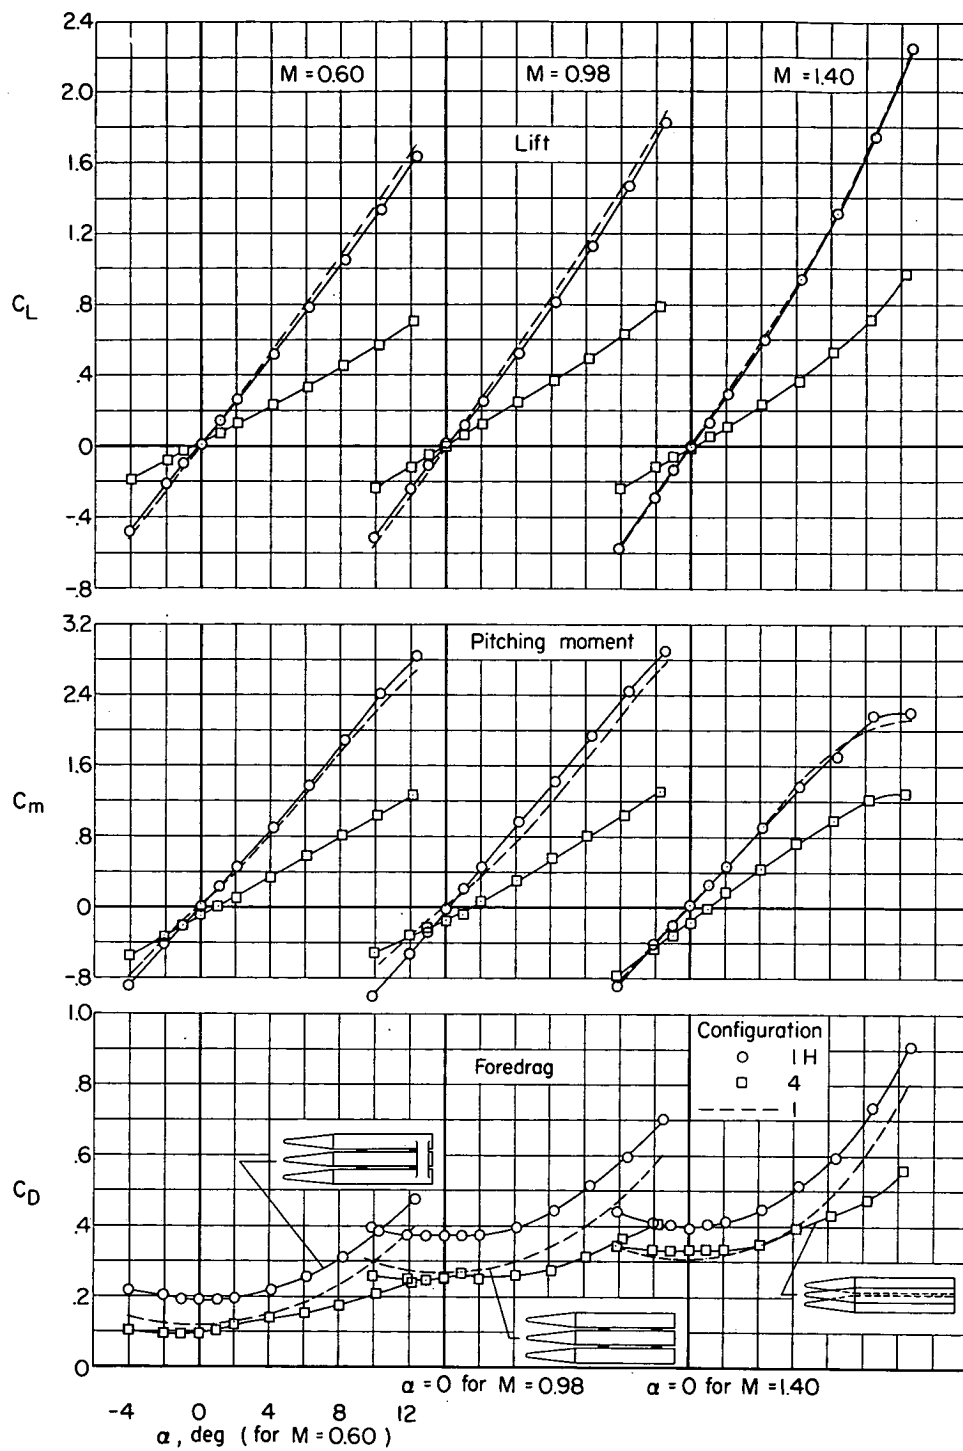 2.4
M = 0.60
M = 0.98
M = 1.40
2.0
1.6
Lift
1.2
.8
C_L
.4
0
-.4
-.8
3.2
Pitching moment
2.4
1.6
C_m
.8
0
-.8
1.0
Configuration
1H
4
1
Foredrag
.8
.6
C_D
.4
.2
0
α = 0 for M = 0.98
α = 0 for M = 1.40
-4 0 4 8 12
α, deg (for M = 0.60)